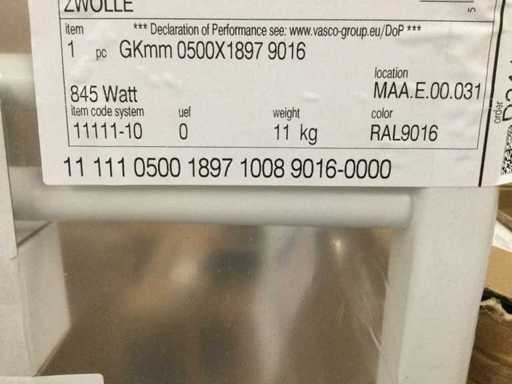 ZWOLLE
5
item *** Declaration of Performance see: www.vasco-group.eu/DoP ***
1 pc GKmm 0500X1897 9016
location
845 Watt MAA.E.00.031
item code system uef weight color
11111-10 0 11 kg RAL9016
order
11 111 0500 1897 1008 9016-0000